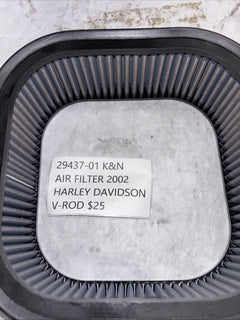 29437-01 K&N
AIR FILTER 2002
HARLEY DAVIDSON
V-ROD $25